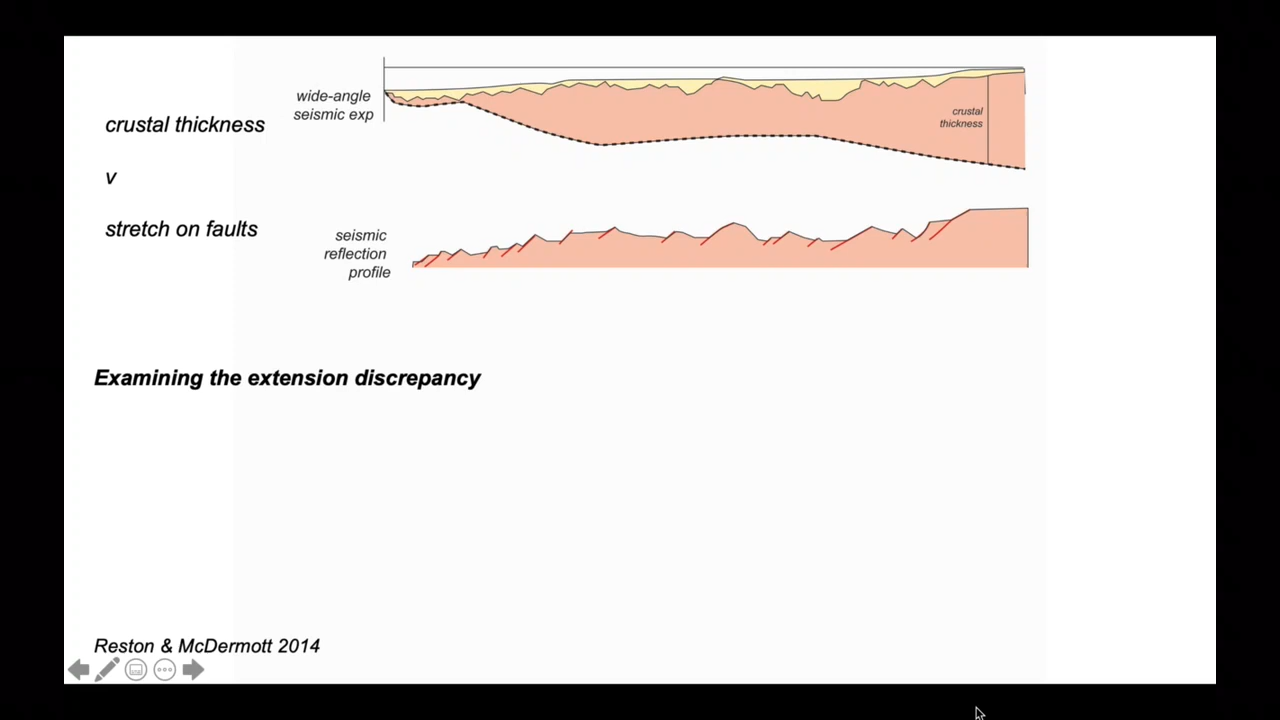 wide-angle
seismic exp
crustal thickness
crustal
thickness
v
stretch on faults
seismic
reflection
profile
Examining the extension discrepancy
Reston & McDermott 2014